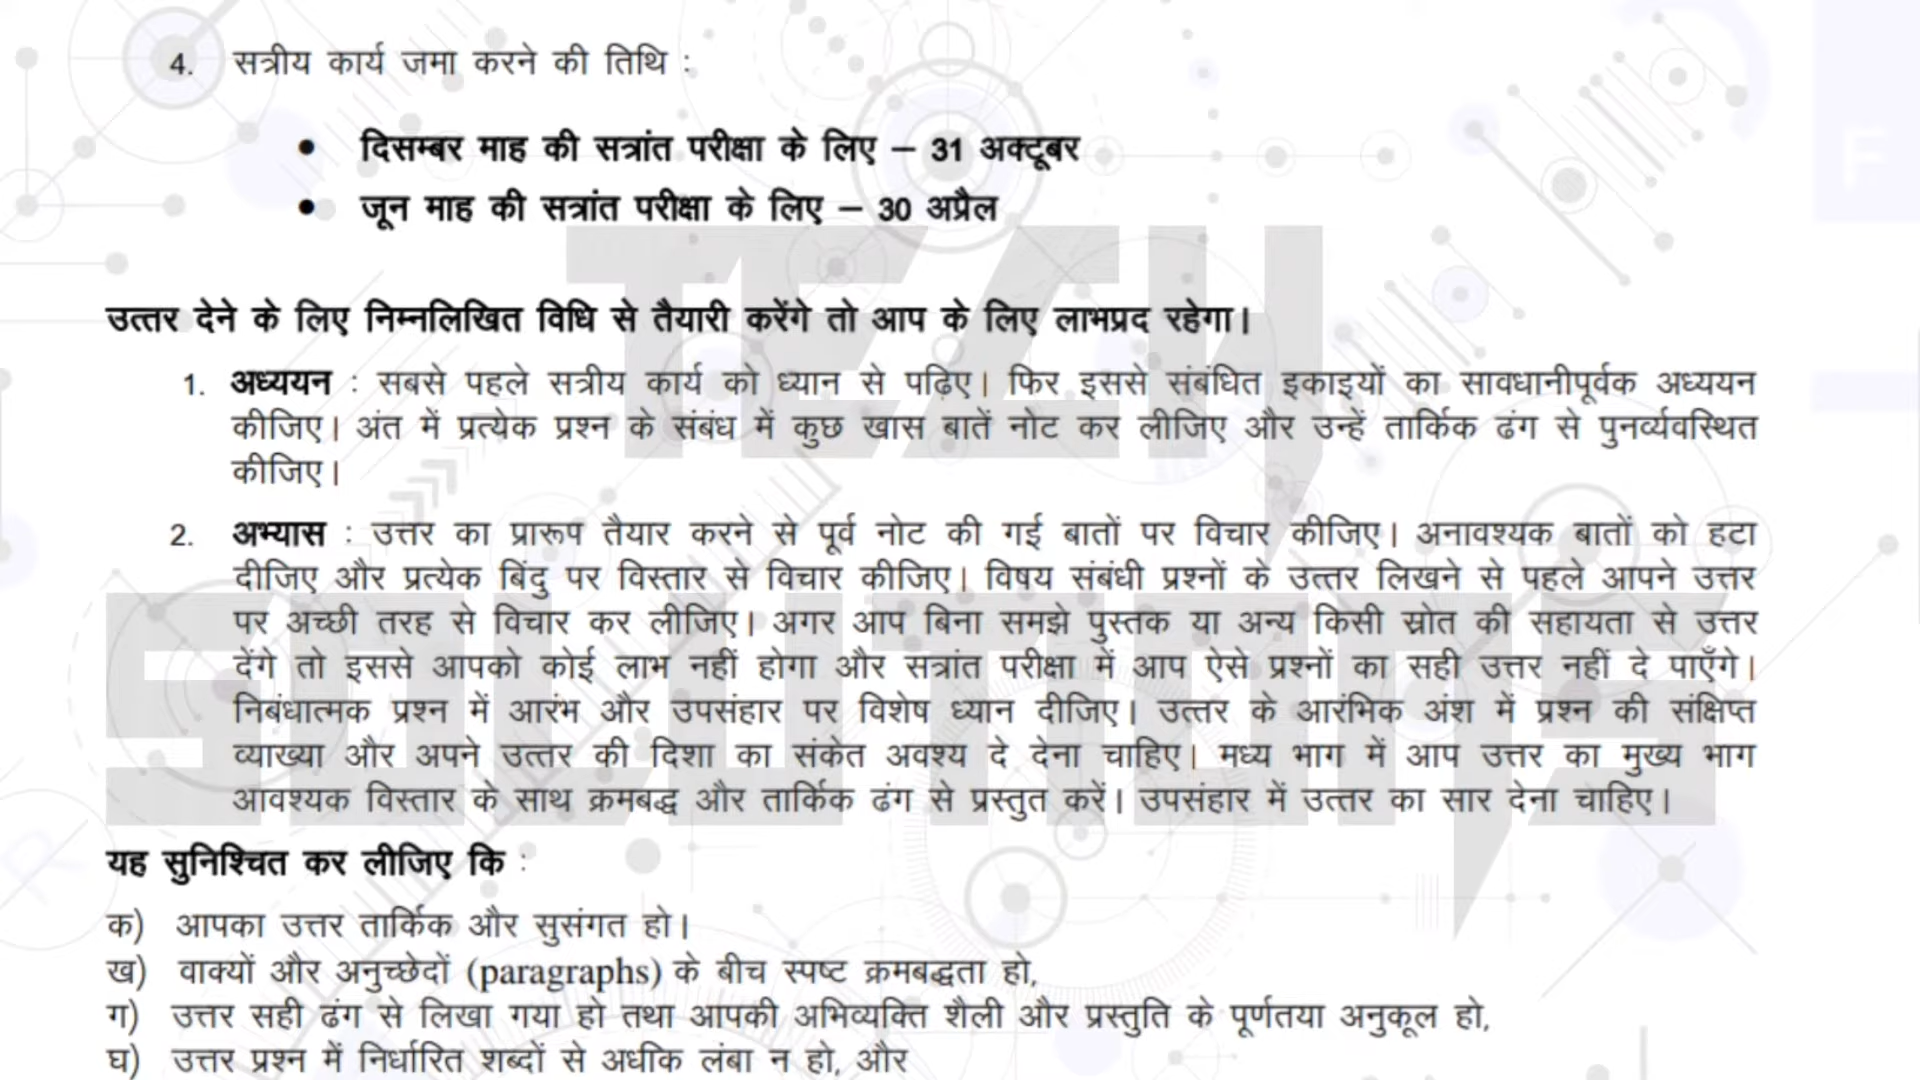 4. सत्रीय कार्य जमा करने की तिथि :
• दिसम्बर माह की सत्रांत परीक्षा के लिए – 31 अक्टूबर
• जून माह की सत्रांत परीक्षा के लिए – 30 अप्रैल
उत्तर देने के लिए निम्नलिखित विधि से तैयारी करेंगे तो आप के लिए लाभप्रद रहेगा।
1. अध्ययन : सबसे पहले सत्रीय कार्य को ध्यान से पढ़िए। फिर इससे संबंधित इकाइयों का सावधानीपूर्वक अध्ययन
कीजिए। अंत में प्रत्येक प्रश्न के संबंध में कुछ खास बातें नोट कर लीजिए और उन्हें तार्किक ढंग से पुनर्व्यवस्थित
कीजिए।
2. अभ्यास : उत्तर का प्रारूप तैयार करने से पूर्व नोट की गई बातों पर विचार कीजिए। अनावश्यक बातों को हटा
दीजिए और प्रत्येक बिंदु पर विस्तार से विचार कीजिए। विषय संबंधी प्रश्नों के उत्तर लिखने से पहले आपने उत्तर
पर अच्छी तरह से विचार कर लीजिए। अगर आप बिना समझे पुस्तक या अन्य किसी स्रोत की सहायता से उत्तर
देंगे तो इससे आपको कोई लाभ नहीं होगा और सत्रांत परीक्षा में आप ऐसे प्रश्नों का सही उत्तर नहीं दे पाएँगे।
निबंधात्मक प्रश्न में आरंभ और उपसंहार पर विशेष ध्यान दीजिए। उत्तर के आरंभिक अंश में प्रश्न की संक्षिप्त
व्याख्या और अपने उत्तर की दिशा का संकेत अवश्य दे देना चाहिए। मध्य भाग में आप उत्तर का मुख्य भाग
आवश्यक विस्तार के साथ क्रमबद्ध और तार्किक ढंग से प्रस्तुत करें। उपसंहार में उत्तर का सार देना चाहिए।
यह सुनिश्चित कर लीजिए कि :
क) आपका उत्तर तार्किक और सुसंगत हो।
ख) वाक्यों और अनुच्छेदों (paragraphs) के बीच स्पष्ट क्रमबद्धता हो,
ग) उत्तर सही ढंग से लिखा गया हो तथा आपकी अभिव्यक्ति शैली और प्रस्तुति के पूर्णतया अनुकूल हो,
घ) उत्तर प्रश्न में निर्धारित शब्दों से अधकि लंबा न हो, और
TECH
SOLUTIONS
F
R